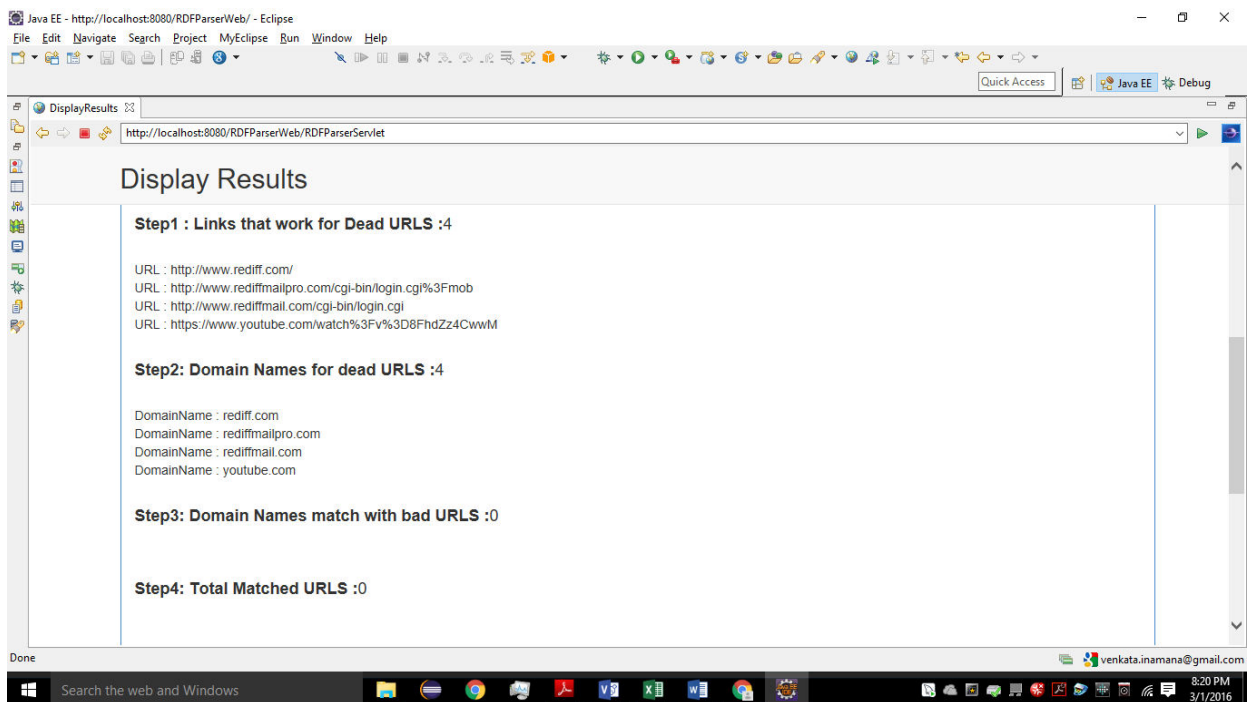 Java EE - http://localhost:8080/RDFParserWeb/ - Eclipse
File Edit Navigate Search Project MyEclipse Run Window Help
Quick Access
Java EE
Debug
DisplayResults
http://localhost:8080/RDFParserWeb/RDFParserServlet
Display Results
Step1 : Links that work for Dead URLS :4
URL : http://www.rediff.com/
URL : http://www.rediffmailpro.com/cgi-bin/login.cgi%3Fmob
URL : http://www.rediffmail.com/cgi-bin/login.cgi
URL : https://www.youtube.com/watch%3Fv%3D8FhdZz4CwwM
Step2: Domain Names for dead URLS :4
DomainName : rediff.com
DomainName : rediffmailpro.com
DomainName : rediffmail.com
DomainName : youtube.com
Step3: Domain Names match with bad URLS :0
Step4: Total Matched URLS :0
Done
venkata.inamana@gmail.com
Search the web and Windows
8:20 PM
3/1/2016